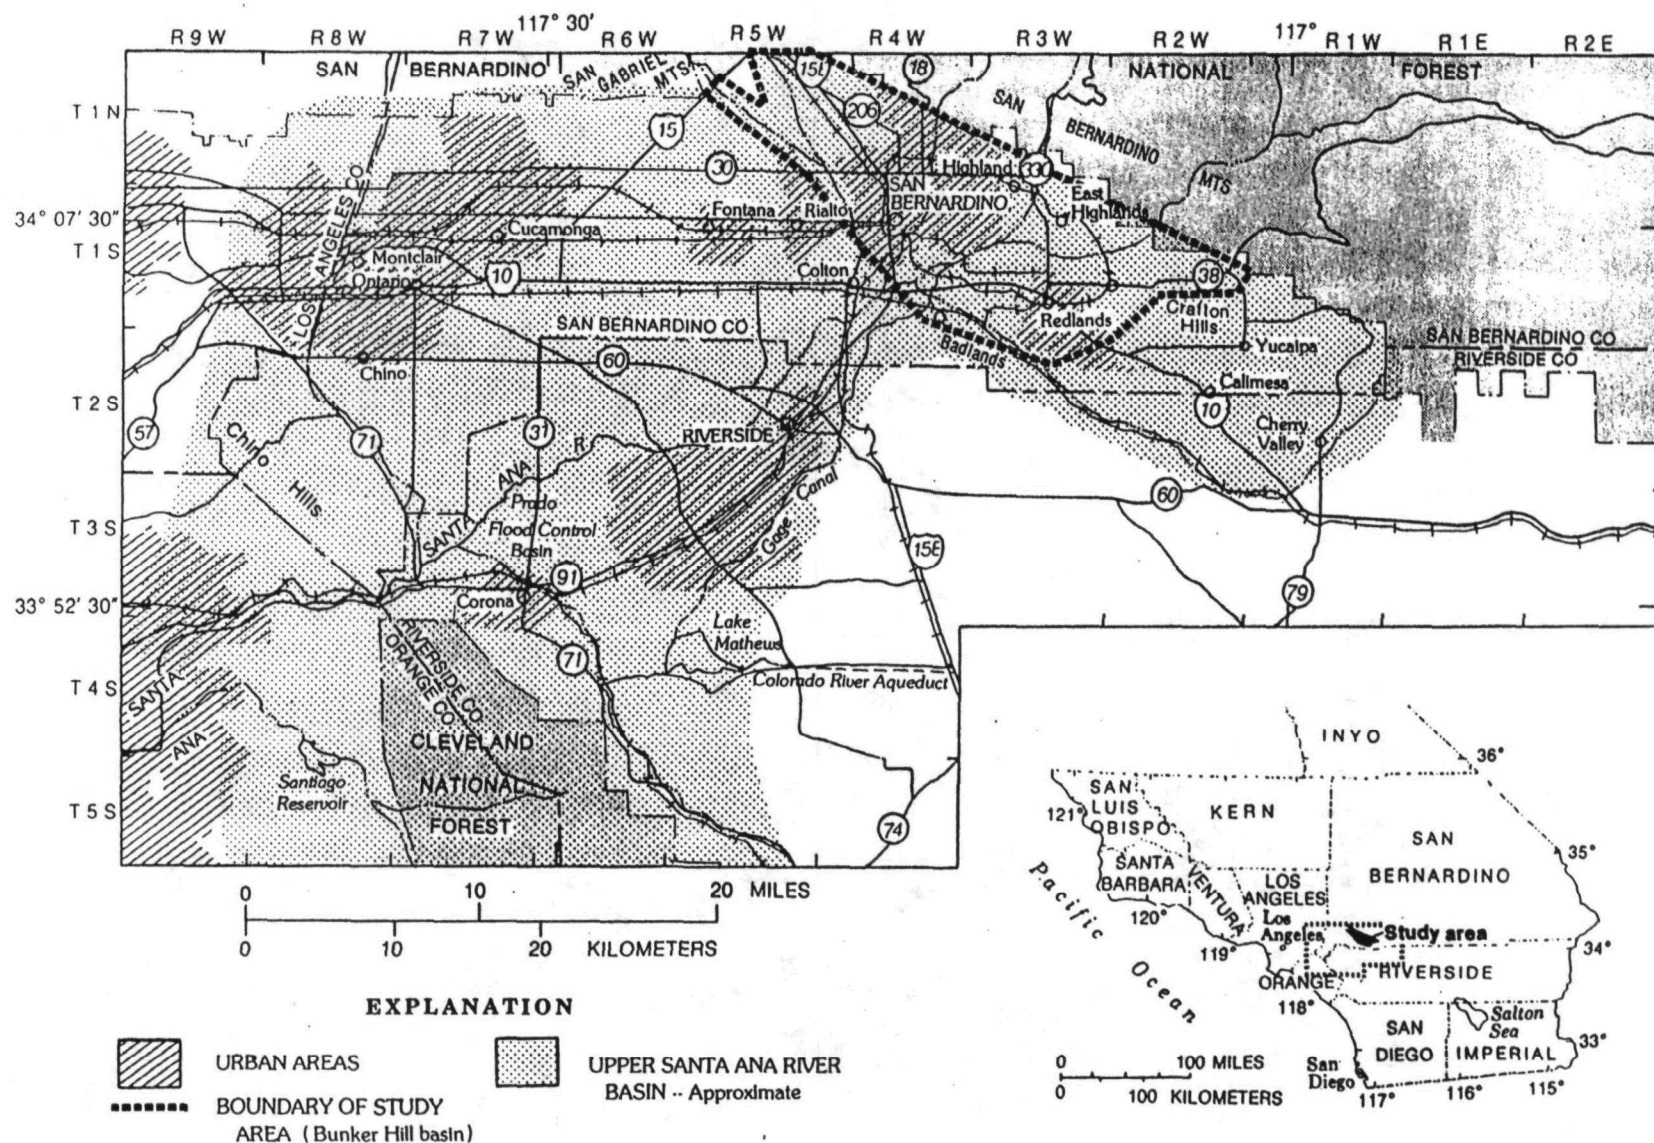 117° 30′
R 9 W R 8 W R 7 W R 6 W R 5 W R 4 W R 3 W R 2 W 117° R 1 W R 1 E R 2 E
SAN BERNARDINO NATIONAL FOREST
SAN GABRIEL MTS
15E
18
SAN
BERNARDINO
MTS
T 1 N
15
206
30
Highland
330
LOS ANGELES CO
SAN
BERNARDINO
East
Highlands
34° 07′ 30″
Fontana
Rialto
Cucamonga
T 1 S
Montclair
Ontario
10
Colton
38
Redlands
Crafton
Hills
SAN BERNARDINO CO
SAN BERNARDINO CO
RIVERSIDE CO
Badlands
Yucaipa
60
Chino
Calimesa
T 2 S
10
57
Chino
Hills
71
31
RIVERSIDE
Cherry
Valley
SANTA ANA R
Gage Canal
60
Prado
Flood Control
Basin
T 3 S
15E
91
79
33° 52′ 30″
Corona
Lake
Mathews
RIVERSIDE CO
ORANGE CO
71
Colorado River Aqueduct
T 4 S
SANTA
ANA
CLEVELAND
NATIONAL
FOREST
Santiago
Reservoir
T 5 S
74
0 10 20 MILES
0 10 20 KILOMETERS
INYO
36°
SAN
LUIS
OBISPO
KERN
121°
SAN
BERNARDINO
35°
SANTA
BARBARA
VENTURA
LOS
ANGELES
Los
Angeles
120°
Study area
34°
119°
Pacific Ocean
ORANGE
RIVERSIDE
118°
SAN
DIEGO
Salton
Sea
IMPERIAL
33°
San
Diego
117°
116°
115°
0 100 MILES
0 100 KILOMETERS
EXPLANATION
URBAN AREAS
UPPER SANTA ANA RIVER
BASIN -- Approximate
BOUNDARY OF STUDY
AREA (Bunker Hill basin)